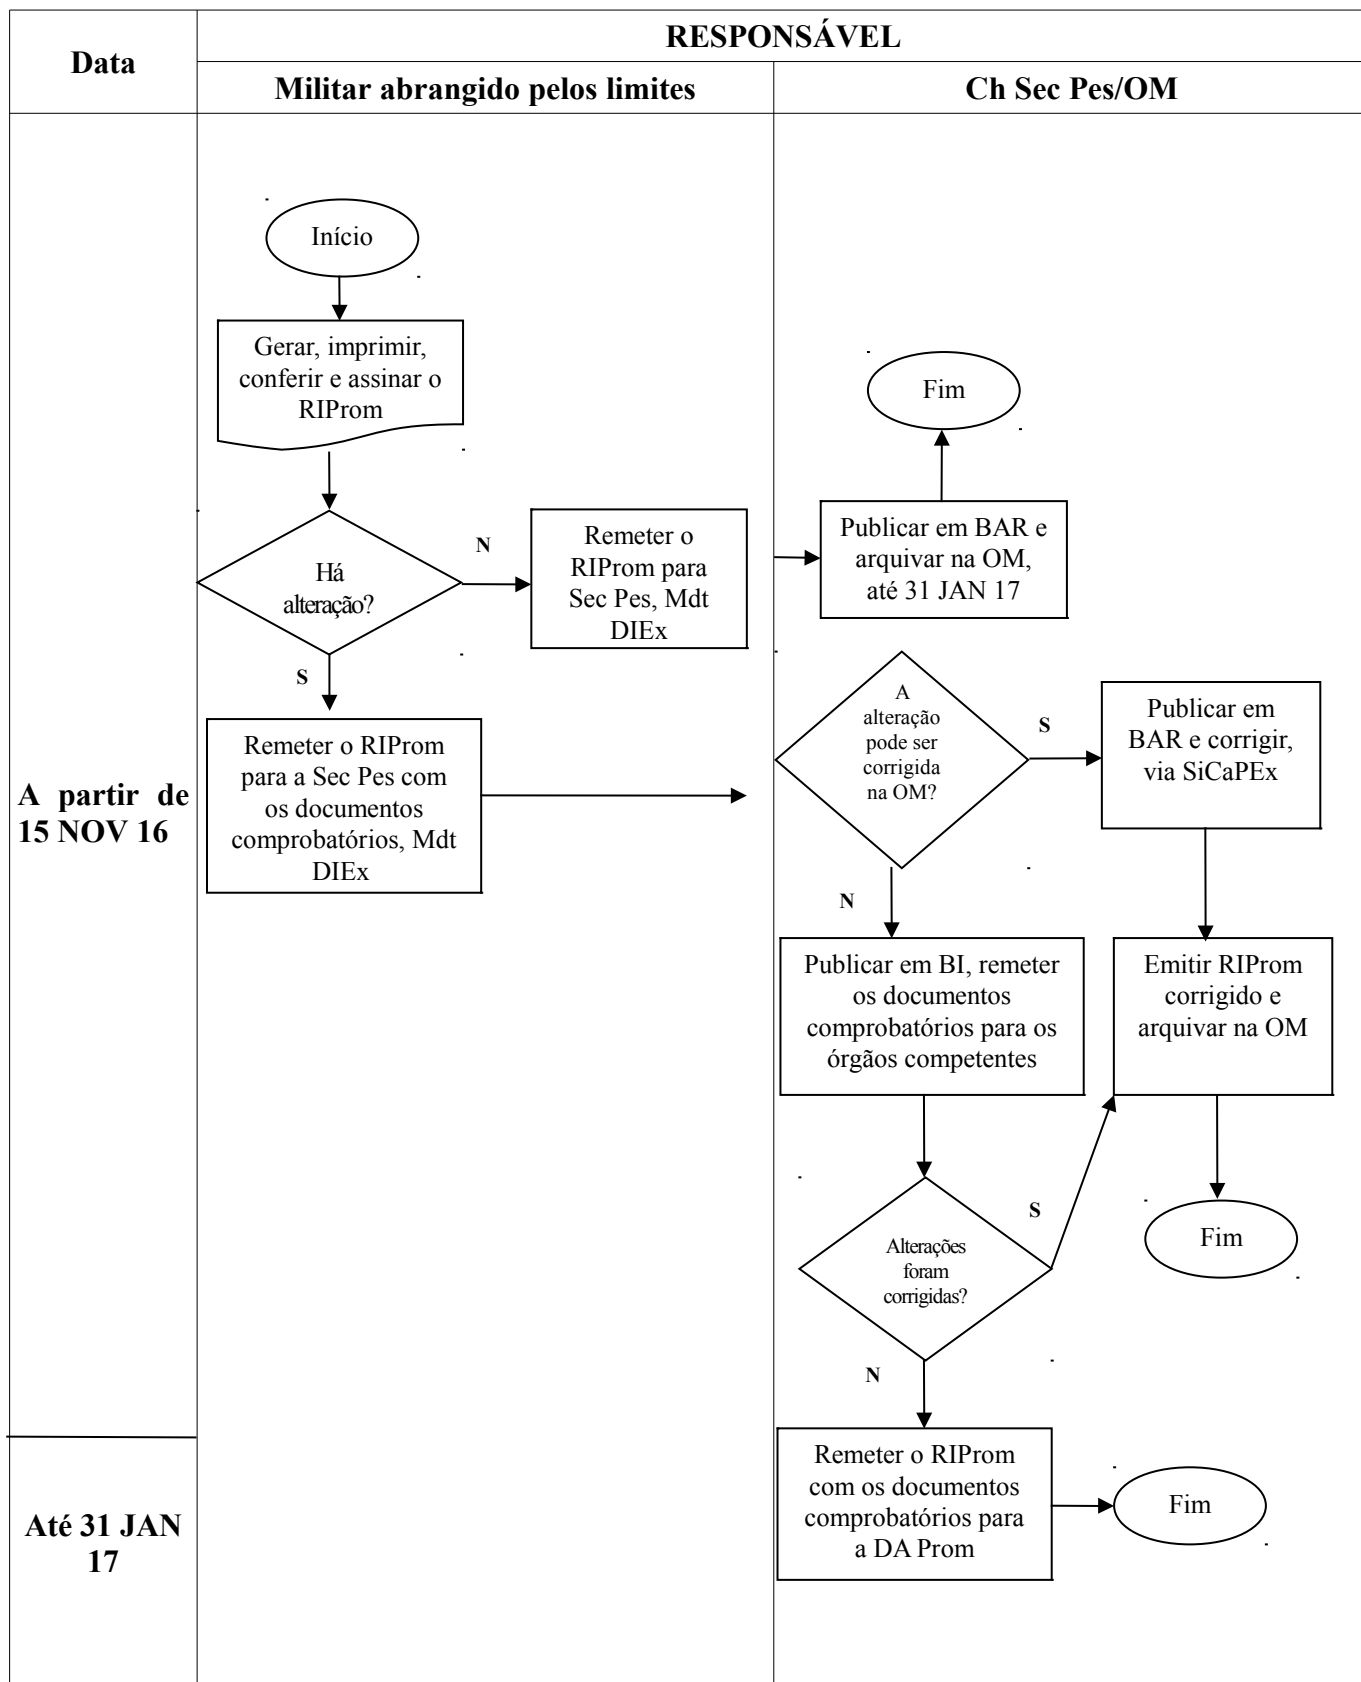 Data
RESPONSÁVEL
Militar abrangido pelos limites
Ch Sec Pes/OM
A partir de
15 NOV 16
Início
Gerar, imprimir,
conferir e assinar o
RIProm
Há
alteração?
N
Remeter o
RIProm para
Sec Pes, Mdt
DIEx
S
Remeter o RIProm
para a Sec Pes com
os documentos
comprobatórios, Mdt
DIEx
Fim
Publicar em BAR e
arquivar na OM,
até 31 JAN 17
A
alteração
pode ser
corrigida
na OM?
S
Publicar em
BAR e corrigir,
via SiCaPEx
N
Publicar em BI, remeter
os documentos
comprobatórios para os
órgãos competentes
Emitir RIProm
corrigido e
arquivar na OM
Alterações
foram
corrigidas?
S
Fim
N
Até 31 JAN
17
Remeter o RIProm
com os documentos
comprobatórios para
a DA Prom
Fim